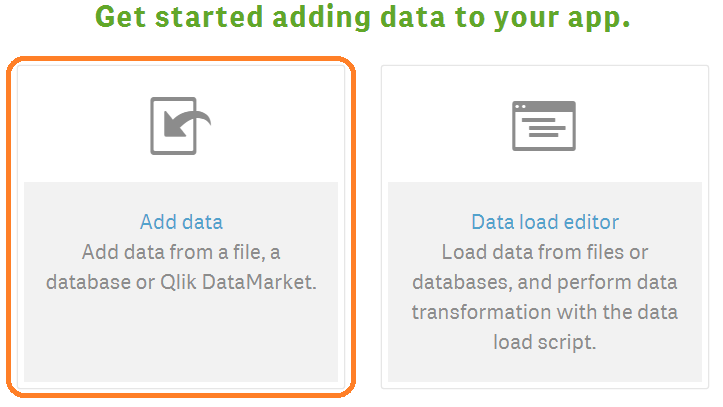 Get started adding data to your app.
Add data
Add data from a file, a
database or Qlik DataMarket.
Data load editor
Load data from files or
databases, and perform data
transformation with the data
load script.